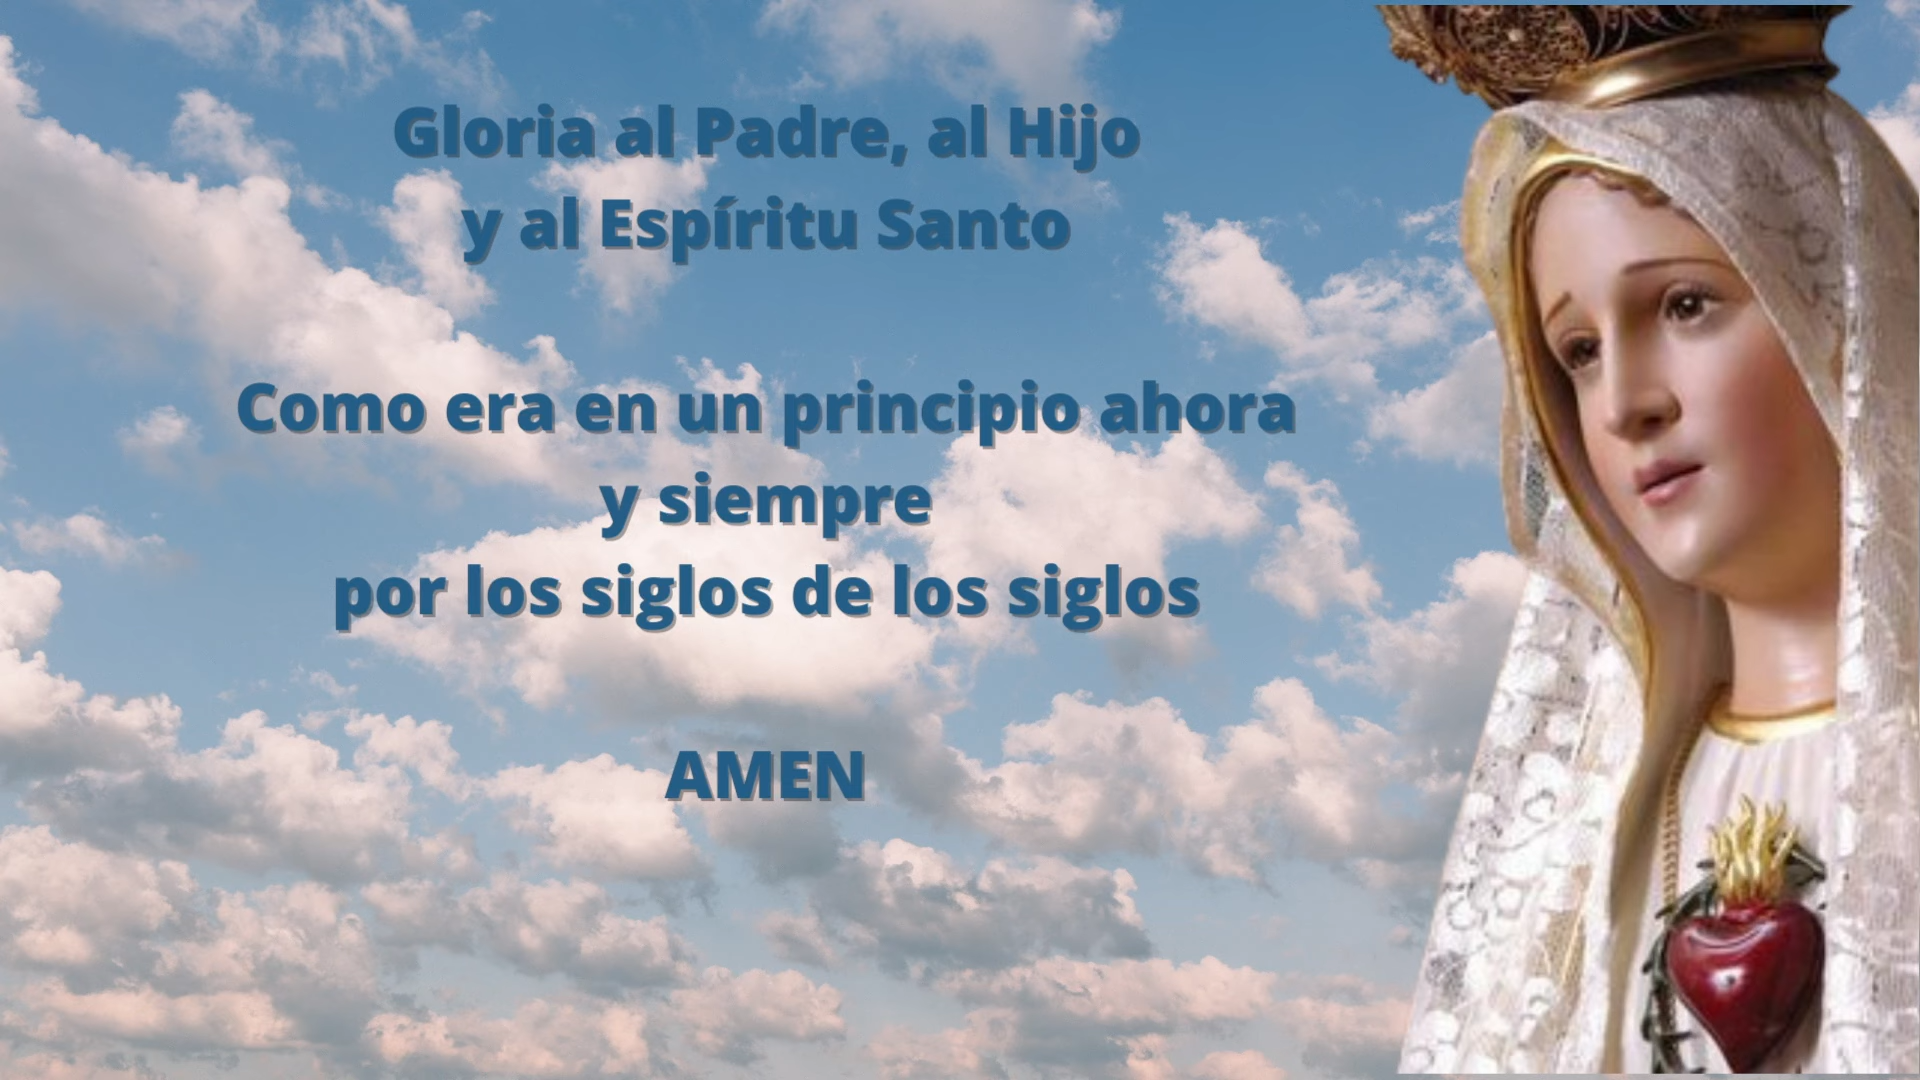 Gloria al Padre, al Hijo
y al Espíritu Santo
Como era en un principio ahora
y siempre
por los siglos de los siglos
AMEN